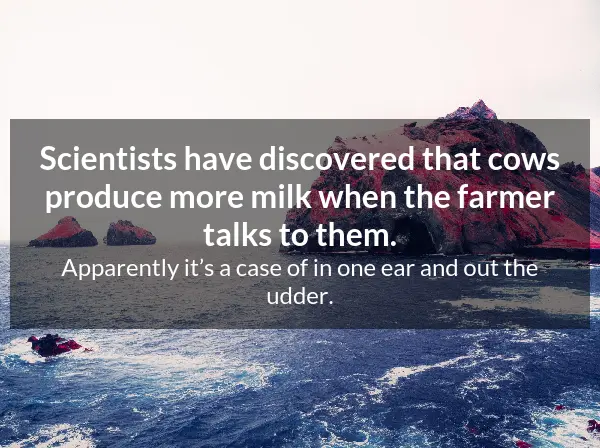 Scientists have discovered that cows
produce more milk when the farmer
talks to them.
Apparently it’s a case of in one ear and out the
udder.